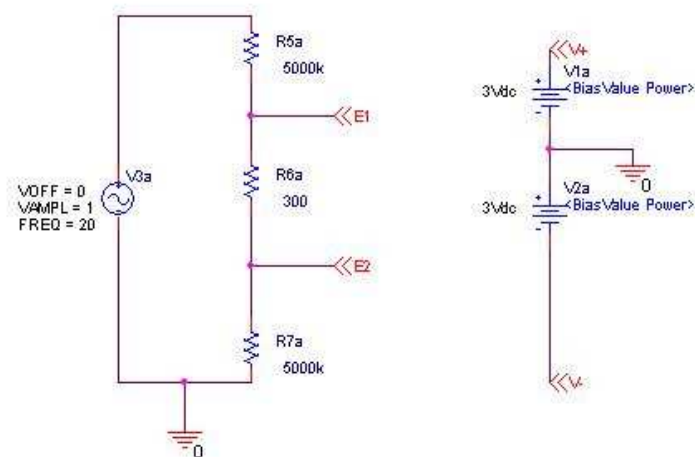 R5a
5000k
E1
V3a
VOFF = 0
VAMPL = 1
FREQ = 20
R6a
300
E2
R7a
5000k
0
V+
V1a
3Vdc
<BiasValue Power>
+
-
0
V2a
3Vdc
<BiasValue Power>
+
-
V-